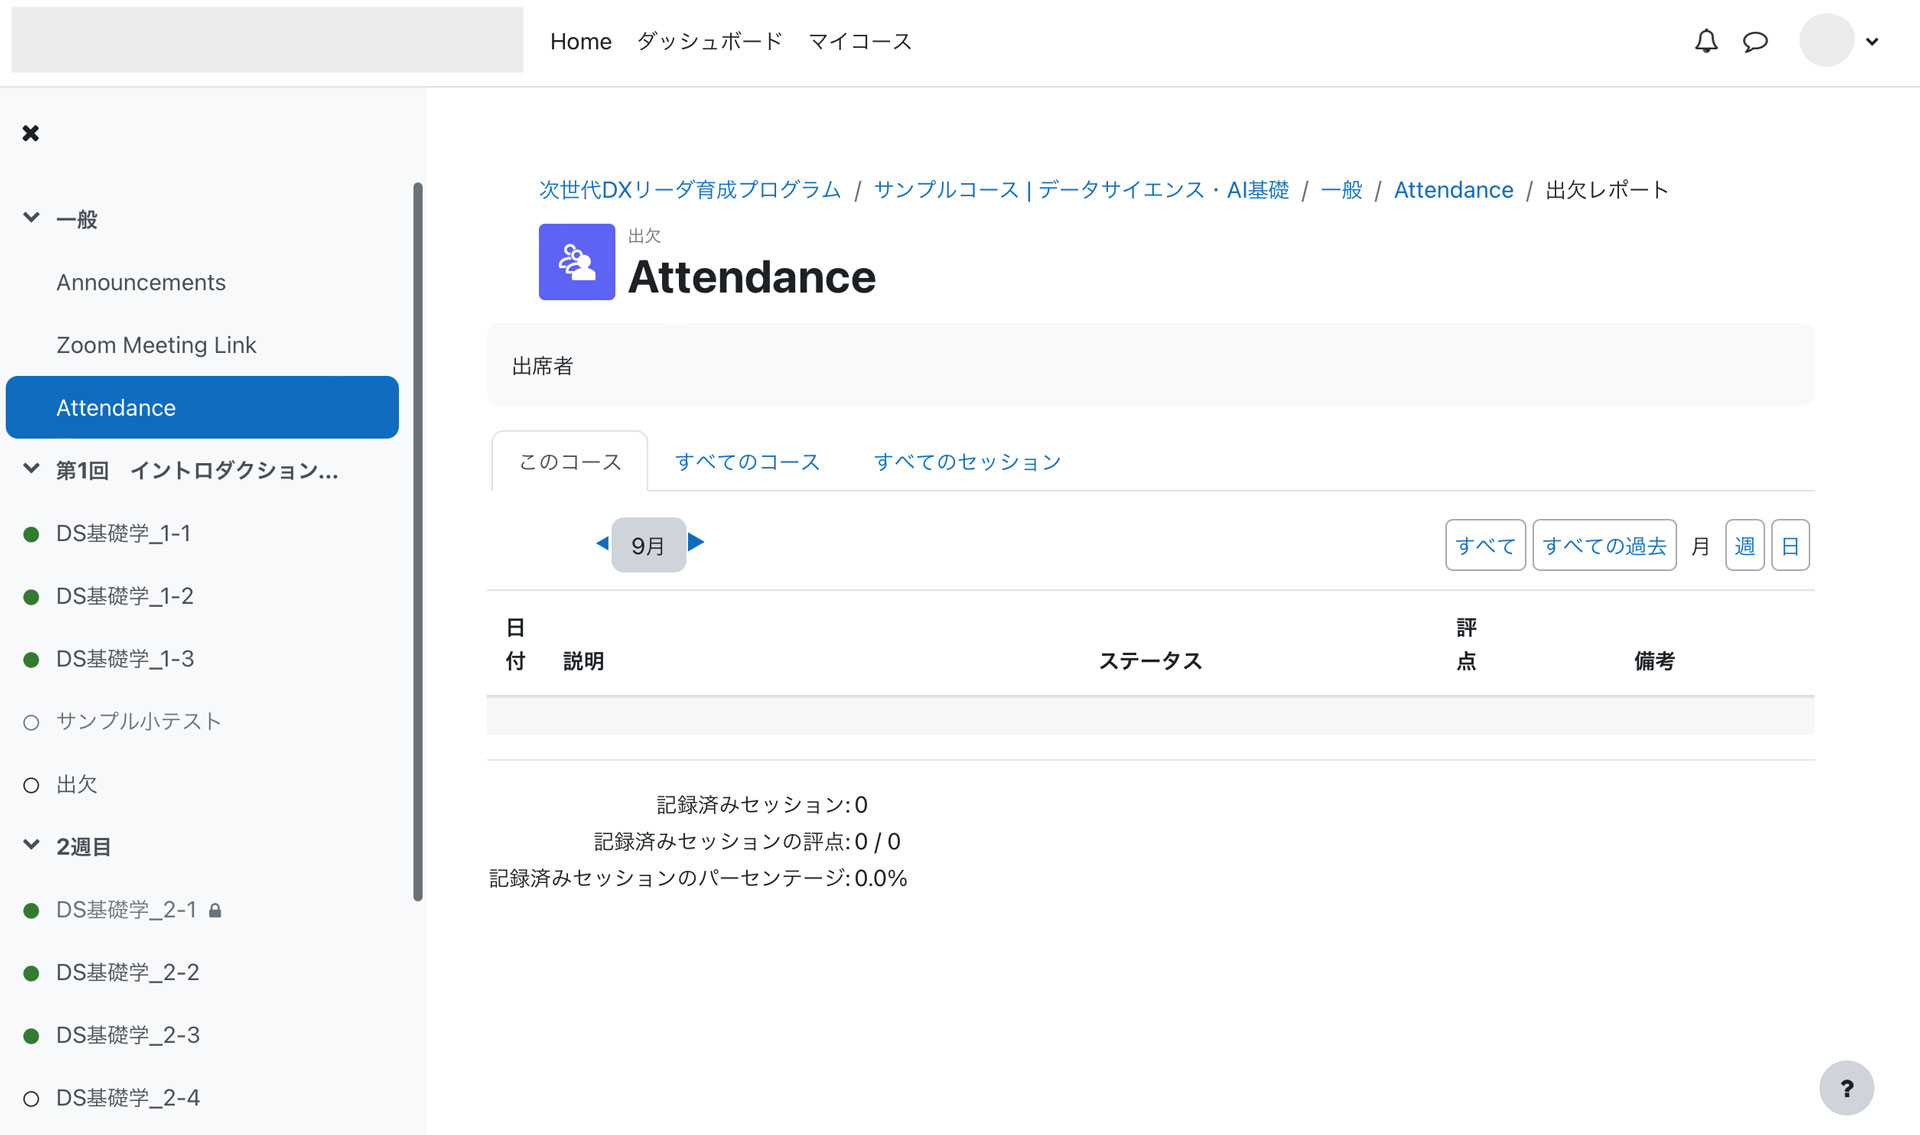 Home ダッシュボード マイコース
一般
Announcements
Zoom Meeting Link
Attendance
第1回　イントロダクション...
DS基礎学_1-1
DS基礎学_1-2
DS基礎学_1-3
サンプル小テスト
出欠
2週目
DS基礎学_2-1
DS基礎学_2-2
DS基礎学_2-3
DS基礎学_2-4
次世代DXリーダ育成プログラム / サンプルコース | データサイエンス・AI基礎 / 一般 / Attendance / 出欠レポート
出欠
Attendance
出席者
このコース すべてのコース すべてのセッション
9月 すべて すべての過去 月 週 日
日付 説明 ステータス 評点 備考
記録済みセッション: 0
記録済みセッションの評点: 0 / 0
記録済みセッションのパーセンテージ: 0.0%
?